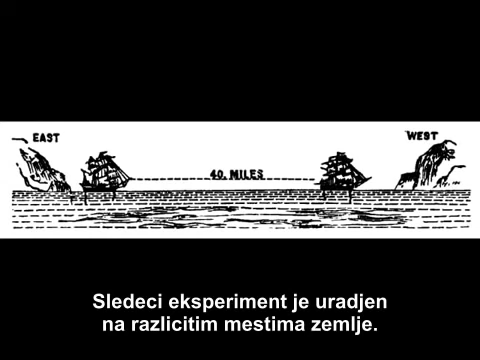 EAST
WEST
40. MILES
Sledeci eksperiment je uradjen
na razlicitim mestima zemlje.